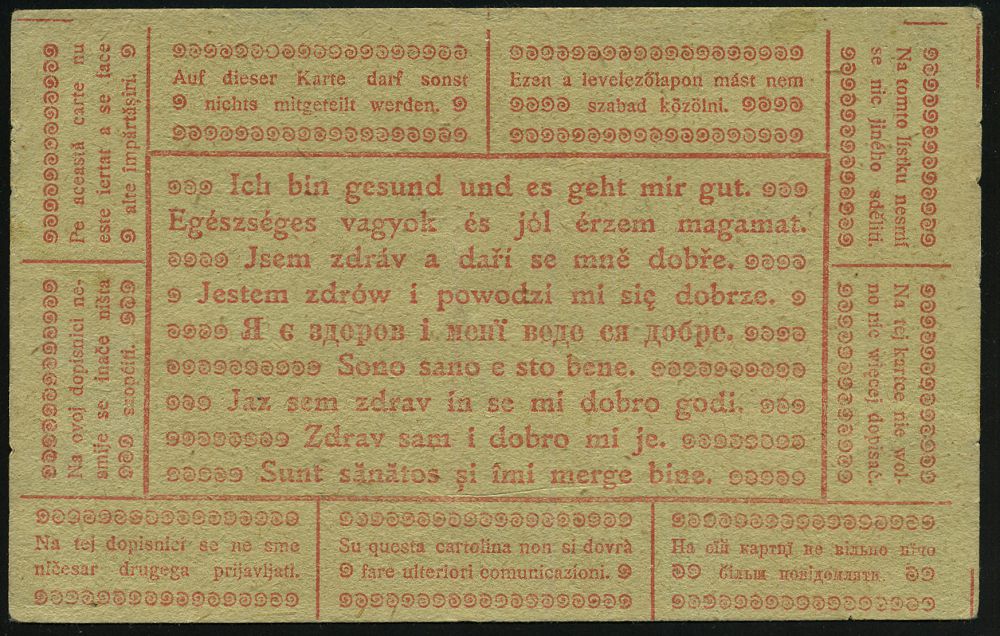 Auf dieser Karte darf sonst
nichts mitgeteilt werden.
Ezen a levelezőlapon mást nem
szabad közölni.
Pe aceasiă carte nu
este iertat a se face
alte împărtășiri.
Na tomto lístku nesmí
se nic jiného sděliti.
Ich bin gesund und es geht mir gut.
Egészséges vagyok és jól érzem magamat.
Jsem zdráv a daří se mně dobře.
Jestem zdrów i powodzi mi się dobrze.
Я є здоров і менї веде ся добре.
Sono sano e sto bene.
Jaz sem zdrav in se mi dobro godi.
Zdrav sam i dobro mi je.
Sunt sănătos și îmi merge bine.
Na ovoj dopisnici ne-
smije se inače ništa
saopćiti.
Na tej kartce nie wol-
no nic więcej dopisać.
Na tej dopisnici se ne sme
ničesar drugega prijavljati.
Su questa cartolina non si dovrà
fare ulteriori comunicazioni.
На сїй картцї не вільно нїчо
більш повідомляти.